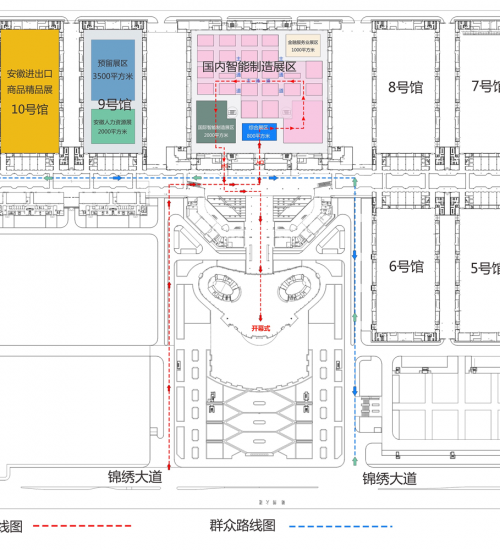 安徽进出口
商品精品展
10号馆
预留展区
3500平方米
9号馆
安徽人力资源展
2000平方米
金融服务业展区
1000平方米
国内智能制造展区
国际智能制造展区
2000平方米
综合展区
800平方米
8号馆
7号馆
6号馆
5号馆
开幕式
锦绣大道
锦绣大道
线图
群众路线图